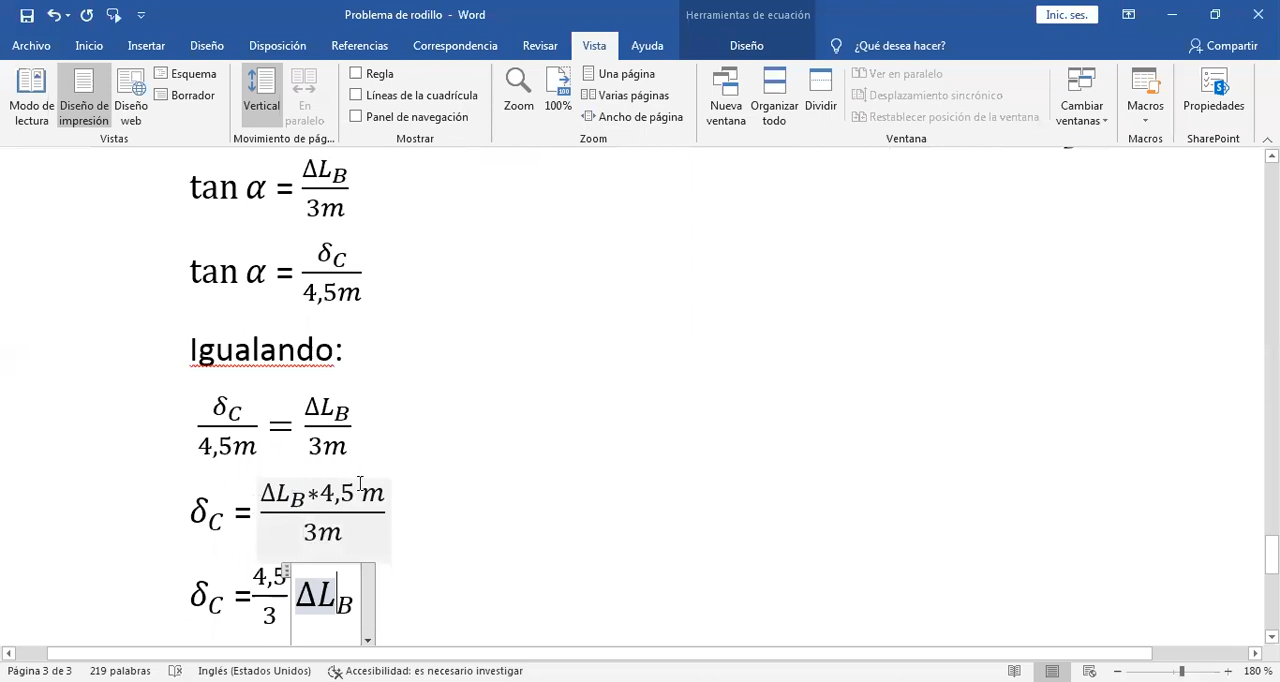 Problema de rodillo - Word
Herramientas de ecuación
Inic. ses.
Archivo Inicio Insertar Diseño Disposición Referencias Correspondencia Revisar Vista Ayuda Diseño ¿Qué desea hacer? Compartir
Modo de lectura
Diseño de impresión
Diseño web
Esquema
Borrador
Vistas
Vertical
En paralelo
Movimiento de pág...
Regla
Líneas de la cuadrícula
Panel de navegación
Mostrar
Zoom
100
100%
Una página
Varias páginas
Ancho de página
Zoom
Nueva ventana
Organizar todo
Dividir
Ver en paralelo
Desplazamiento sincrónico
Restablecer posición de la ventana
Cambiar ventanas
Ventana
Macros
Macros
Propiedades
SharePoint
tan α = ΔL_B / 3m
tan α = δ_C / 4,5m
Igualando:
δ_C / 4,5m = ΔL_B / 3m
δ_C = ΔL_B*4,5 m / 3m
δ_C = 4,5 / 3 ΔL_B
Página 3 de 3 219 palabras Inglés (Estados Unidos) Accesibilidad: es necesario investigar 180 %